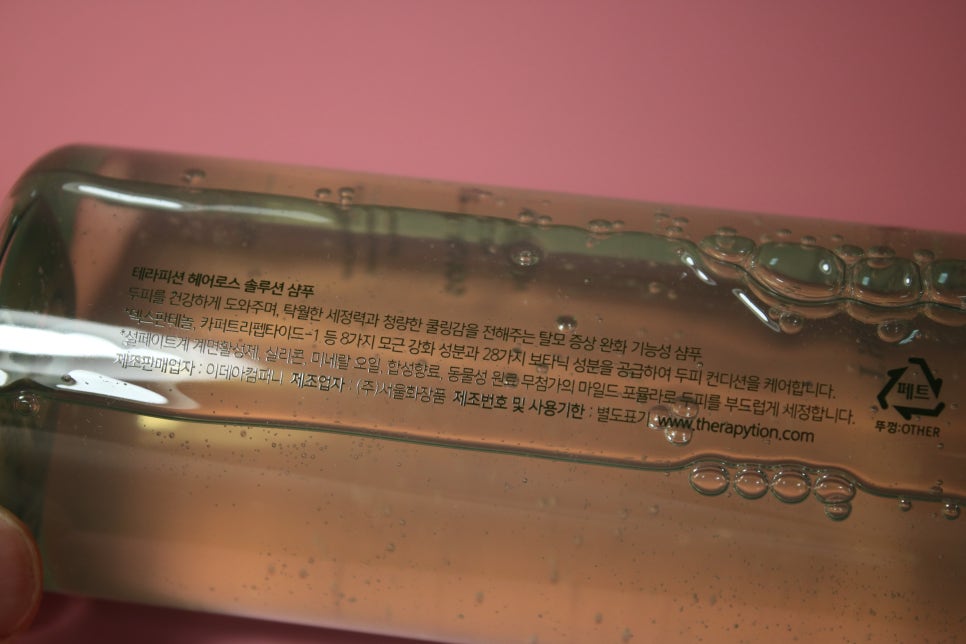 테라피션 헤어로스 솔루션 샴푸
두피를 건강하게 도와주며, 탁월한 세정력과 청량한 쿨링감을 전해주는 탈모 증상 완화 기능성 샴푸.
*덱스판테놀, 카퍼트리펩타이드-1 등 8가지 모근 강화 성분과 28가지 보타닉 성분을 공급하여 두피 컨디션을 케어합니다.
*설페이트계 계면활성제, 실리콘, 미네랄 오일, 합성향료, 동물성 원료 무첨가의 마일드 포뮬라로 두피를 부드럽게 세정합니다.
제조판매업자 : 이데아컴퍼니 제조업자 : (주)서울화장품 제조번호 및 사용기한 : 별도표기 www.therapytion.com
페트
뚜껑:OTHER